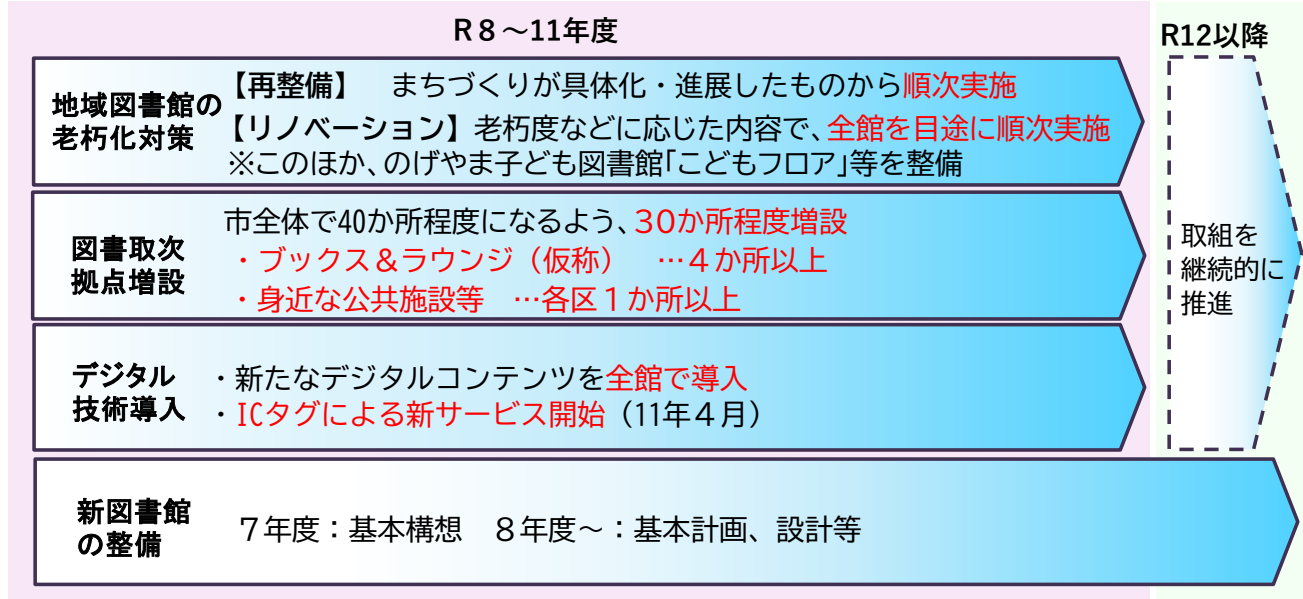 R８～11年度
R12以降
地域図書館の
老朽化対策
【再整備】　まちづくりが具体化・進展したものから順次実施
【リノベーション】老朽度などに応じた内容で、全館を目途に順次実施
※このほか、のげやま子ども図書館「こどもフロア」等を整備
図書取次
拠点増設
市全体で40か所程度になるよう、３０か所程度増設
・ブックス＆ラウンジ（仮称）　…４か所以上
・身近な公共施設等　…各区１か所以上
デジタル
技術導入
・新たなデジタルコンテンツを全館で導入
・ICタグによる新サービス開始（11年４月）
取組を
継続的に
推進
新図書館
の整備
７年度：基本構想　８年度～：基本計画、設計等